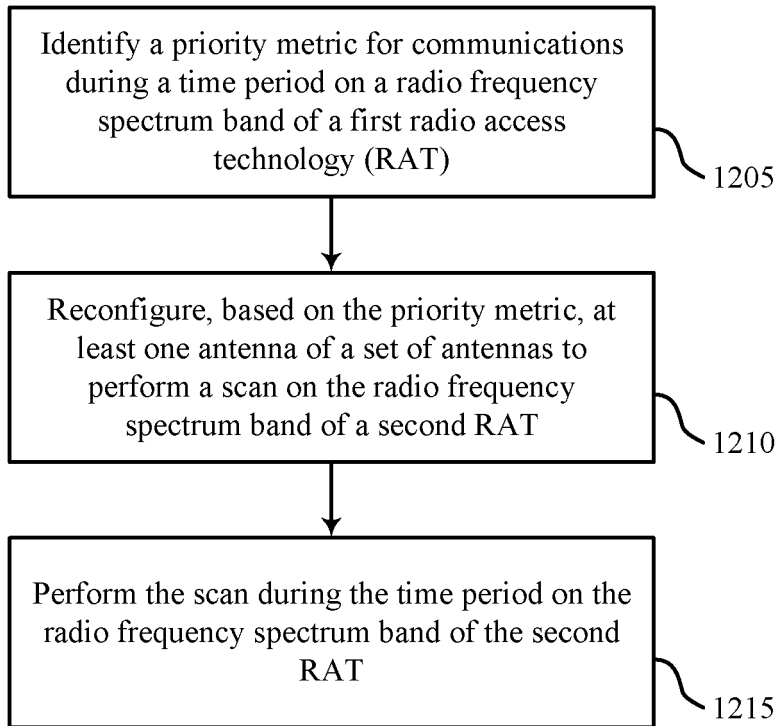 Identify a priority metric for communications
during a time period on a radio frequency
spectrum band of a first radio access
technology (RAT)
1205
Reconfigure, based on the priority metric, at
least one antenna of a set of antennas to
perform a scan on the radio frequency
spectrum band of a second RAT
1210
Perform the scan during the time period on the
radio frequency spectrum band of the second
RAT
1215